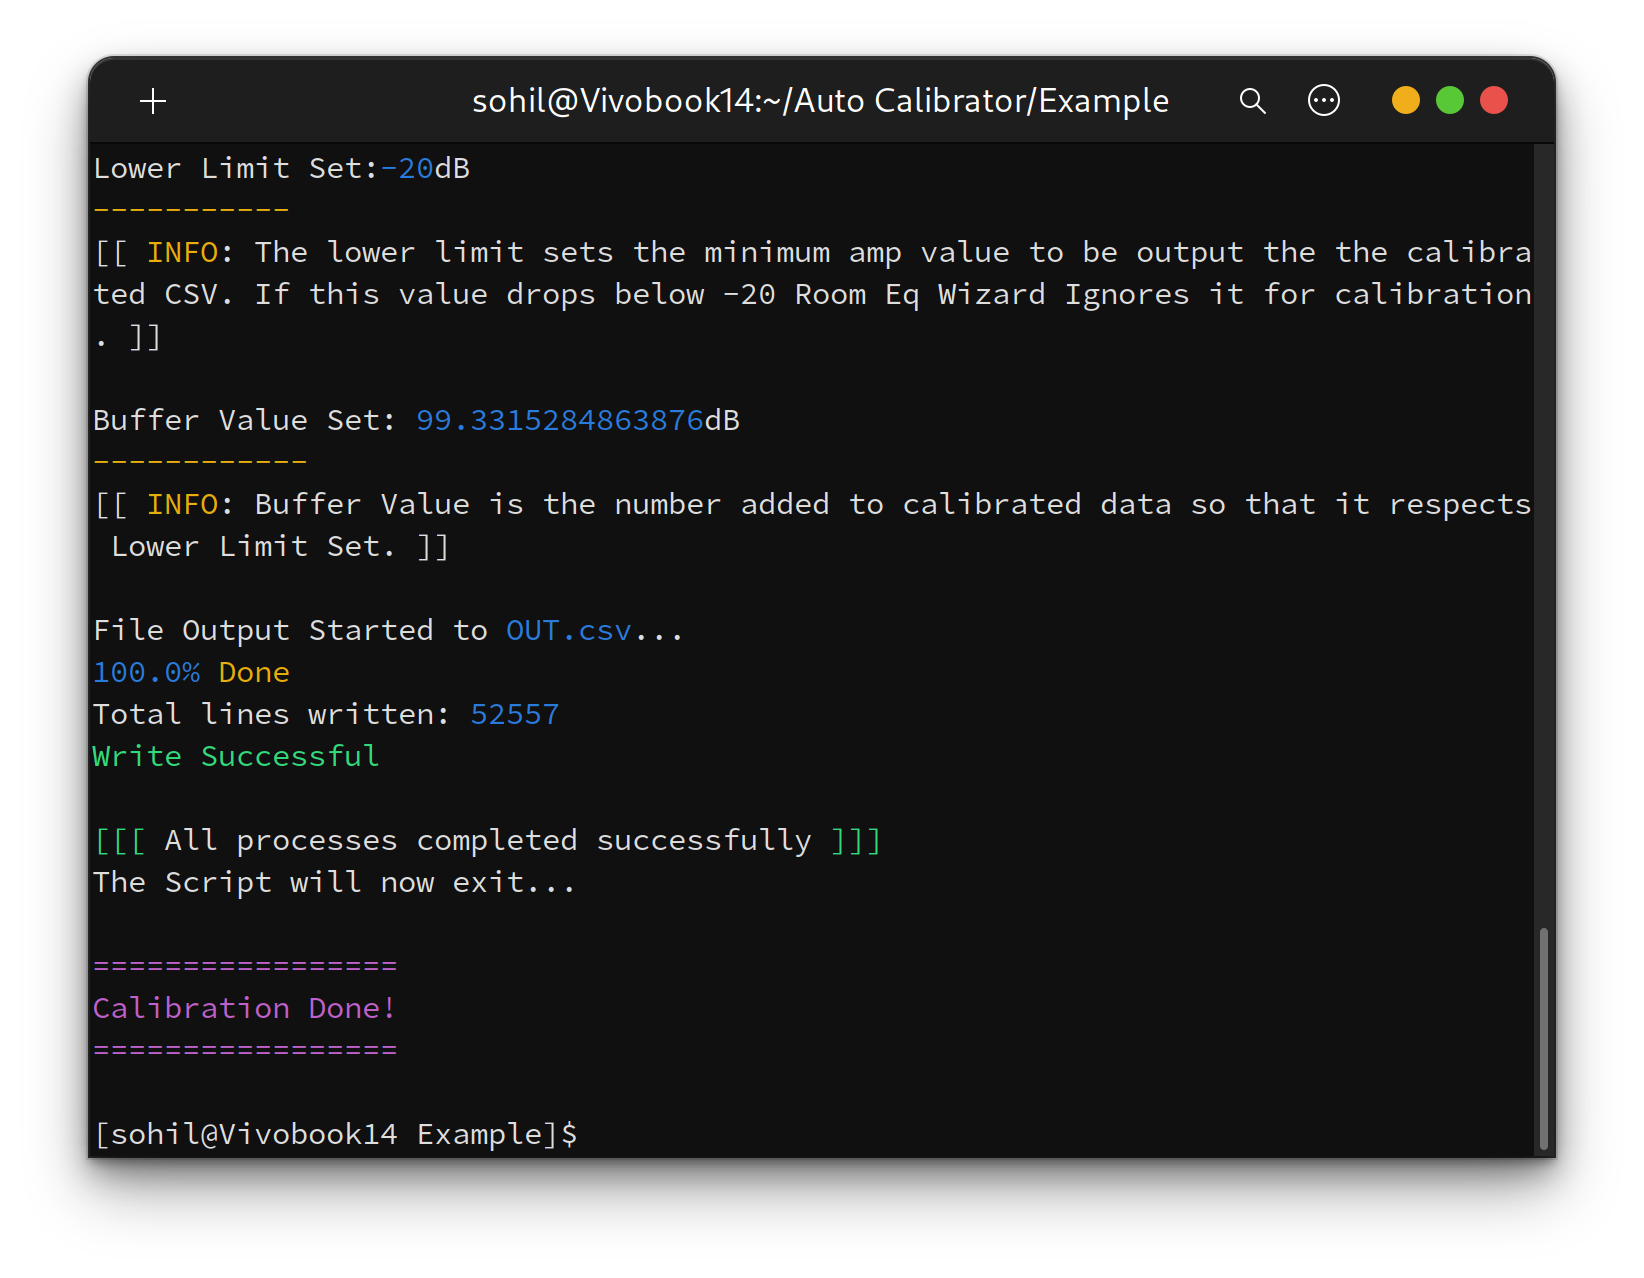 sohil@Vivobook14:~/Auto Calibrator/Example
Lower Limit Set:-20dB
-----------
[[ INFO: The lower limit sets the minimum amp value to be output the the calibra
ted CSV. If this value drops below -20 Room Eq Wizard Ignores it for calibration
. ]]
Buffer Value Set: 99.3315284863876dB
------------
[[ INFO: Buffer Value is the number added to calibrated data so that it respects
 Lower Limit Set. ]]
File Output Started to OUT.csv...
100.0% Done
Total lines written: 52557
Write Successful
[[[ All processes completed successfully ]]]
The Script will now exit...
=================
Calibration Done!
=================
[sohil@Vivobook14 Example]$